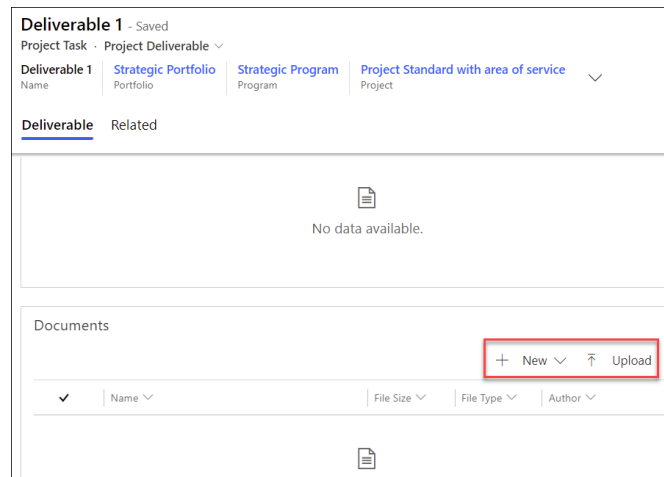 Deliverable 1 - Saved
Project Task · Project Deliverable
Deliverable 1 Strategic Portfolio Strategic Program Project Standard with area of service
Name Portfolio Program Project
Deliverable Related
No data available.
Documents
New Upload
Name File Size File Type Author